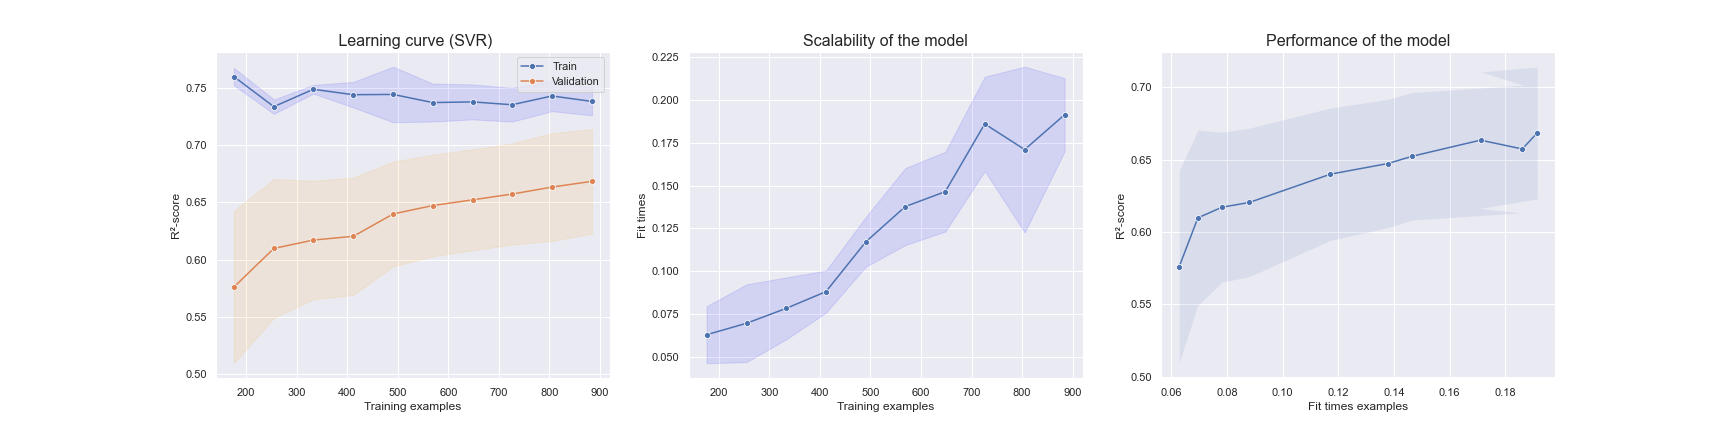 Learning curve (SVR)
Train
Validation
0.75
0.70
0.65
0.60
0.55
0.50
R²-score
200 300 400 500 600 700 800 900
Training examples
Scalability of the model
0.225
0.200
0.175
0.150
0.125
0.100
0.075
0.050
Fit times
200 300 400 500 600 700 800 900
Training examples
Performance of the model
0.70
0.65
0.60
0.55
0.50
R²-score
0.06 0.08 0.10 0.12 0.14 0.16 0.18
Fit times examples